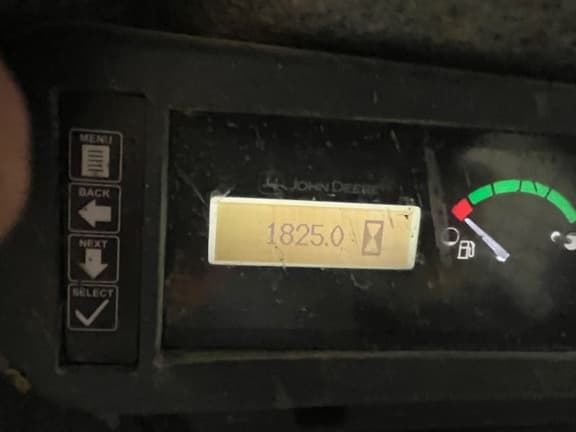 MENU
BACK
NEXT
SELECT
JOHN DEERE
1825.0